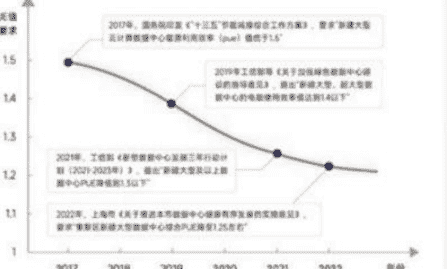 无值
要求
2017年，国务院印发《"十三五"节能减排综合工作方案》，要求"新建大型
云计算数据中心能源利用效率（pue）值优于1.5"
1.5
2019年工信部等《关于加强绿色数据中心建
设的指导意见》，提出"新建大型、超大型数
据中心的电能使用效率值达到1.4以下"
1.4
1.3
2021年，工信部《新型数据中心发展三年行动计
划（2021-2023年）》，提出"新建大型及以上数
据中心PUE降低到1.3以下"
1.2
2022年，上海市《关于推进本市数据中心健康有序发展的实施意见》，
要求"集聚区新建大型数据中心综合PUE降至1.25左右"
1.1
1
2017
2018
2019
2020
2021
2022
年份